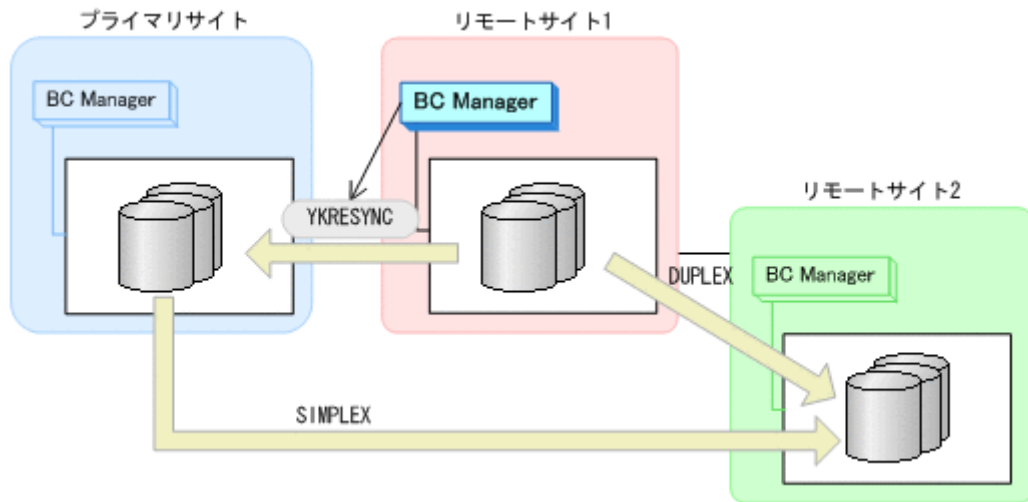 プライマリサイト
リモートサイト1
BC Manager
BC Manager
リモートサイト2
YKRESYNC
DUPLEX
BC Manager
SIMPLEX